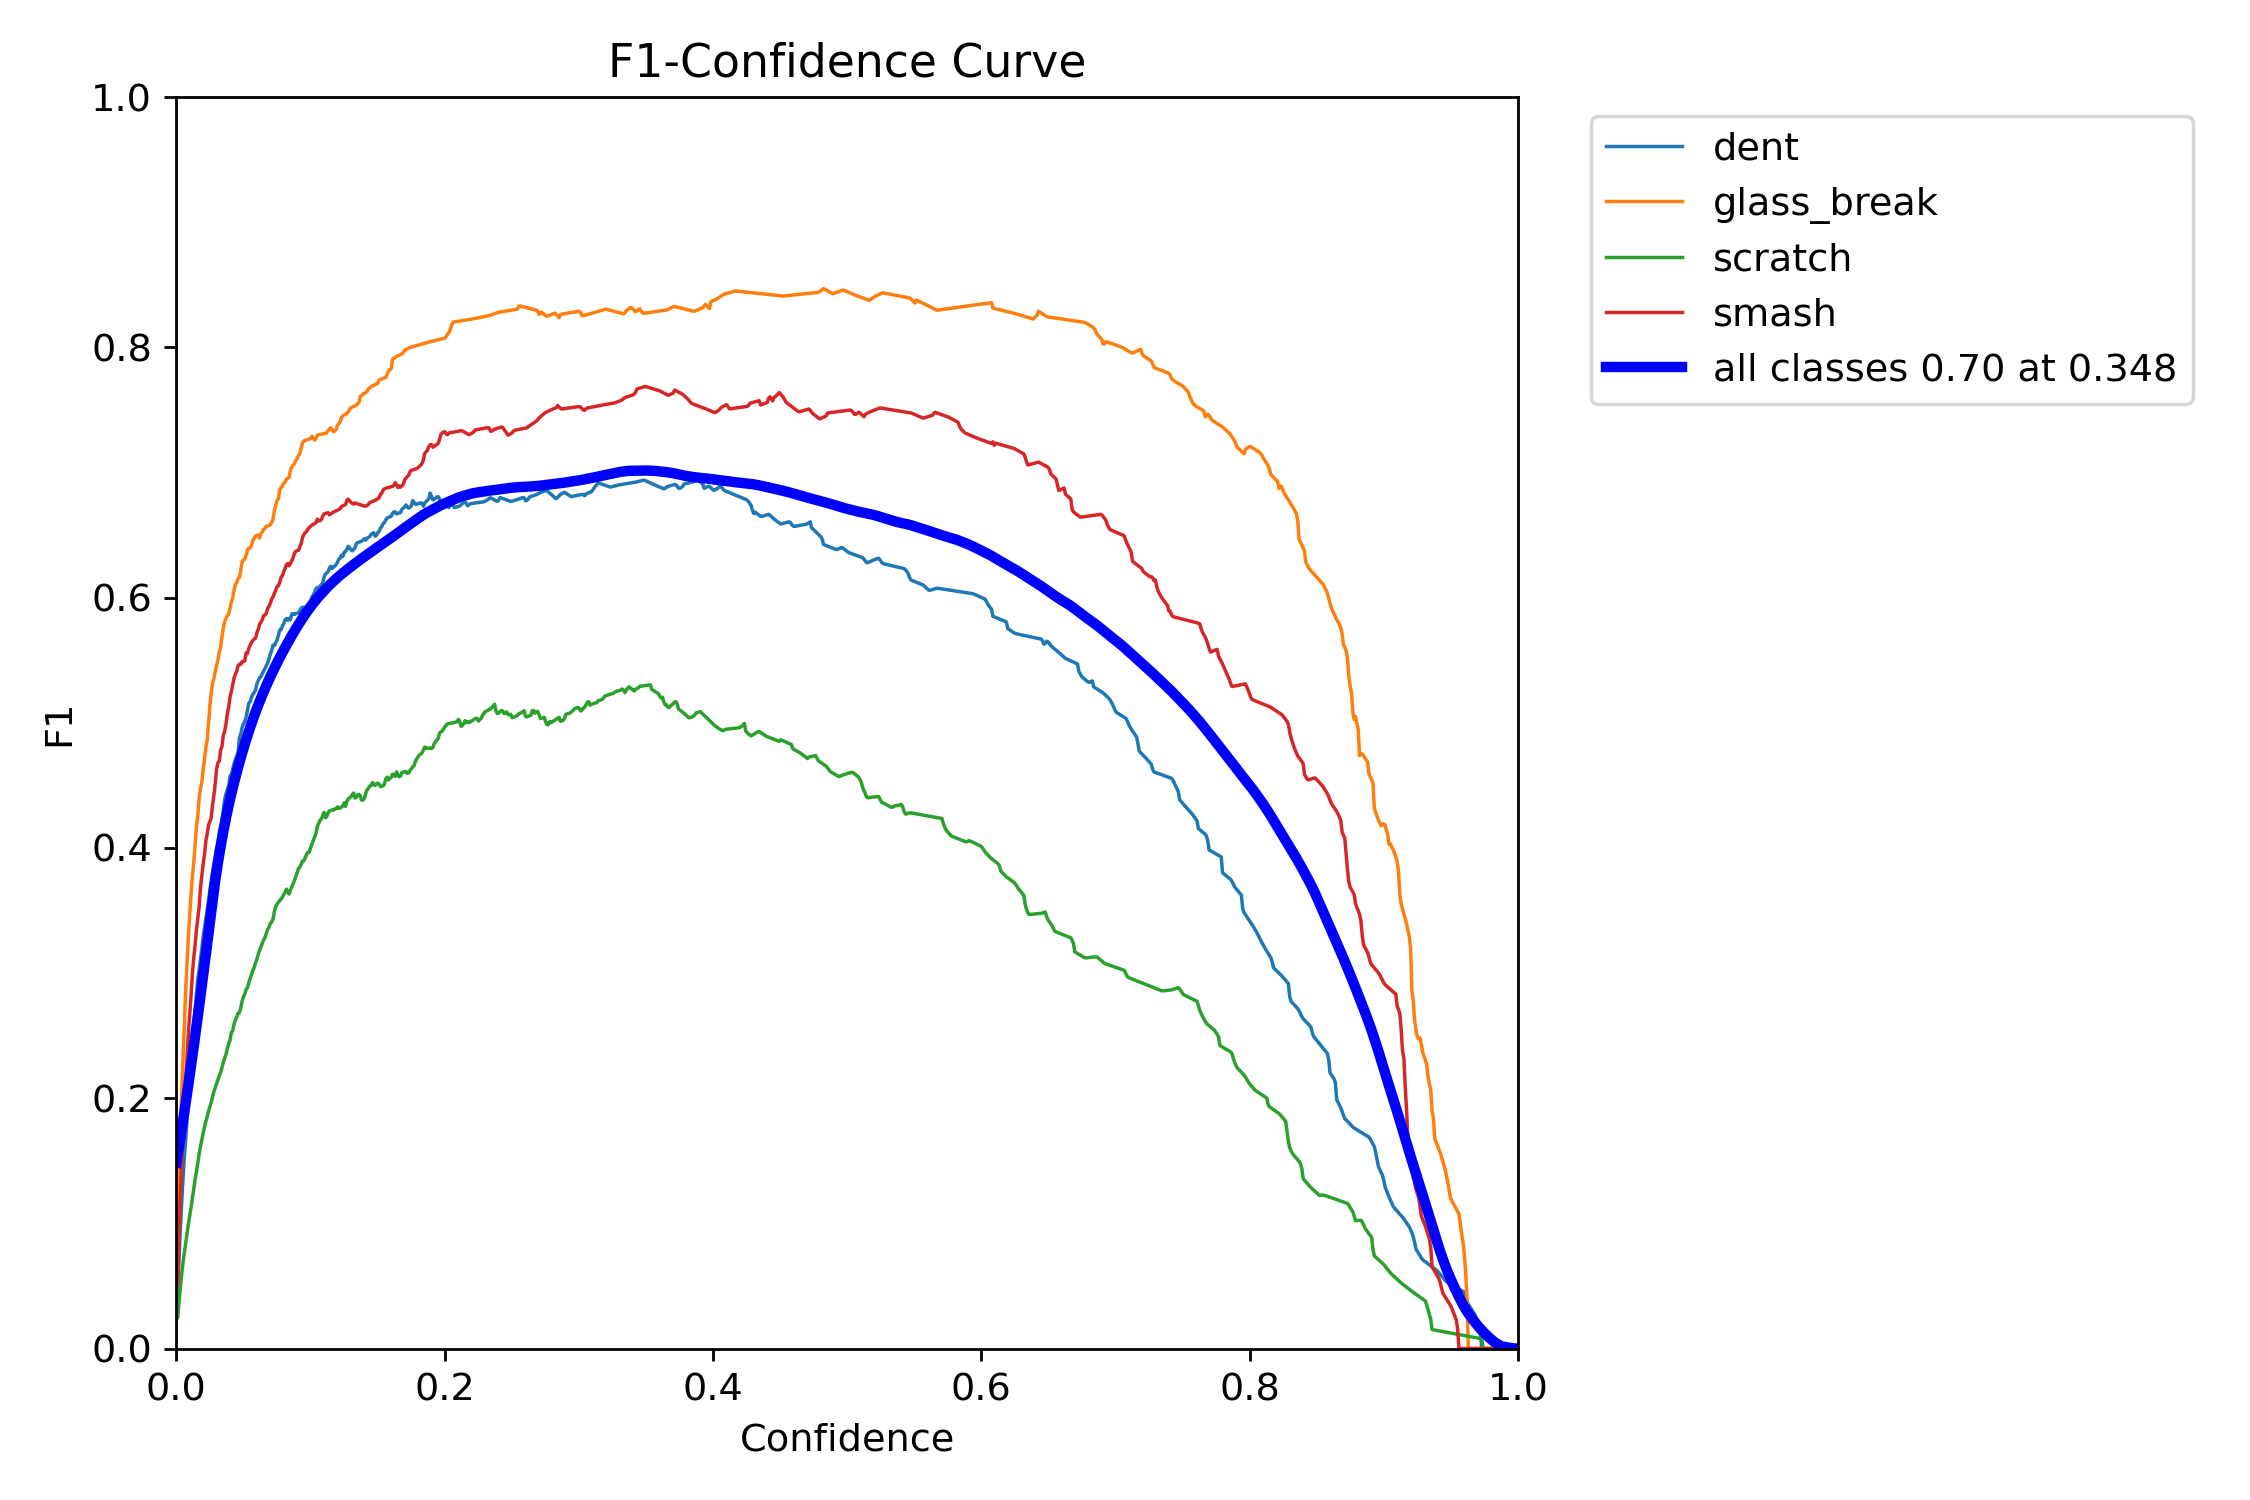 F1-Confidence Curve
1.0
0.8
0.6
0.4
0.2
0.0
F1
0.0 0.2 0.4 0.6 0.8 1.0
Confidence
dent
glass_break
scratch
smash
all classes 0.70 at 0.348